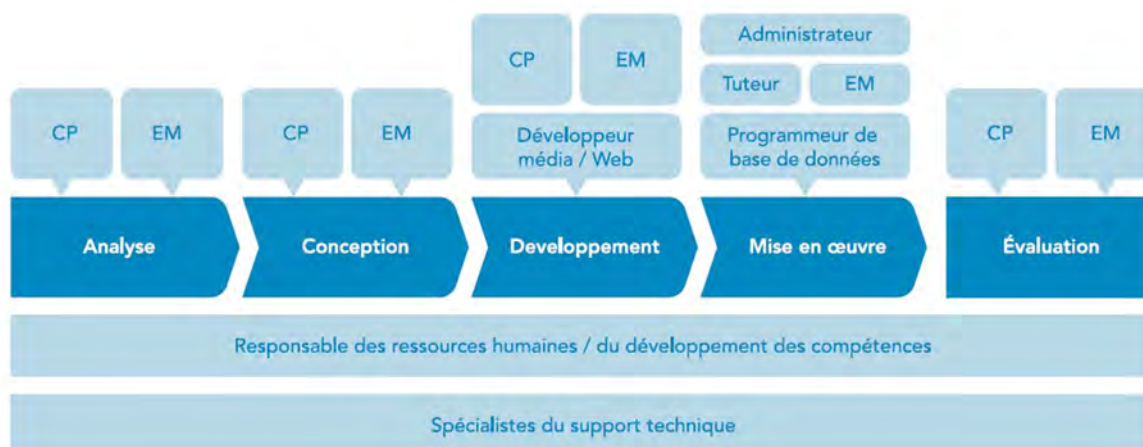 CP
EM
Administrateur
Tuteur
EM
CP
EM
CP
EM
Développeur
média / Web
Programmeur de
base de données
CP
EM
Analyse
Conception
Developpement
Mise en œuvre
Évaluation
Responsable des ressources humaines / du développement des compétences
Spécialistes du support technique